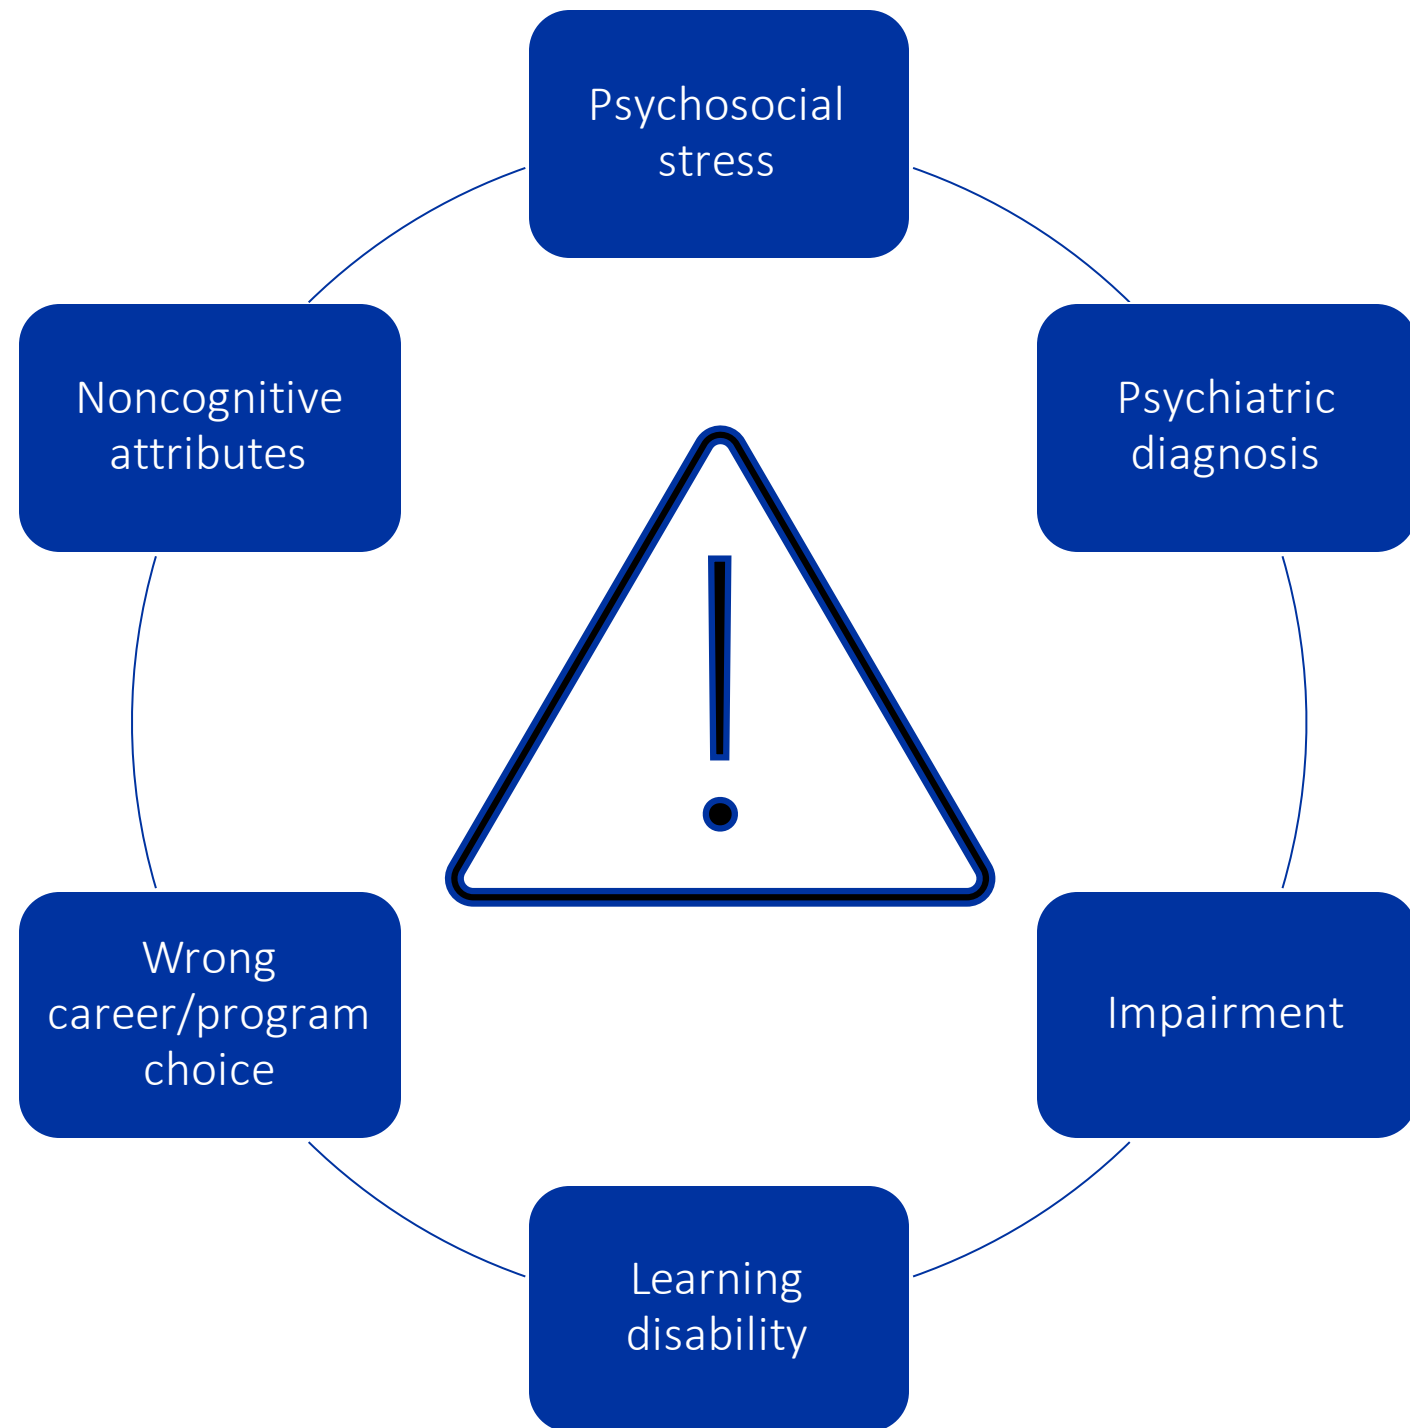 Psychosocial
stress
Psychiatric
diagnosis
Impairment
Learning
disability
Wrong
career/program
choice
Noncognitive
attributes